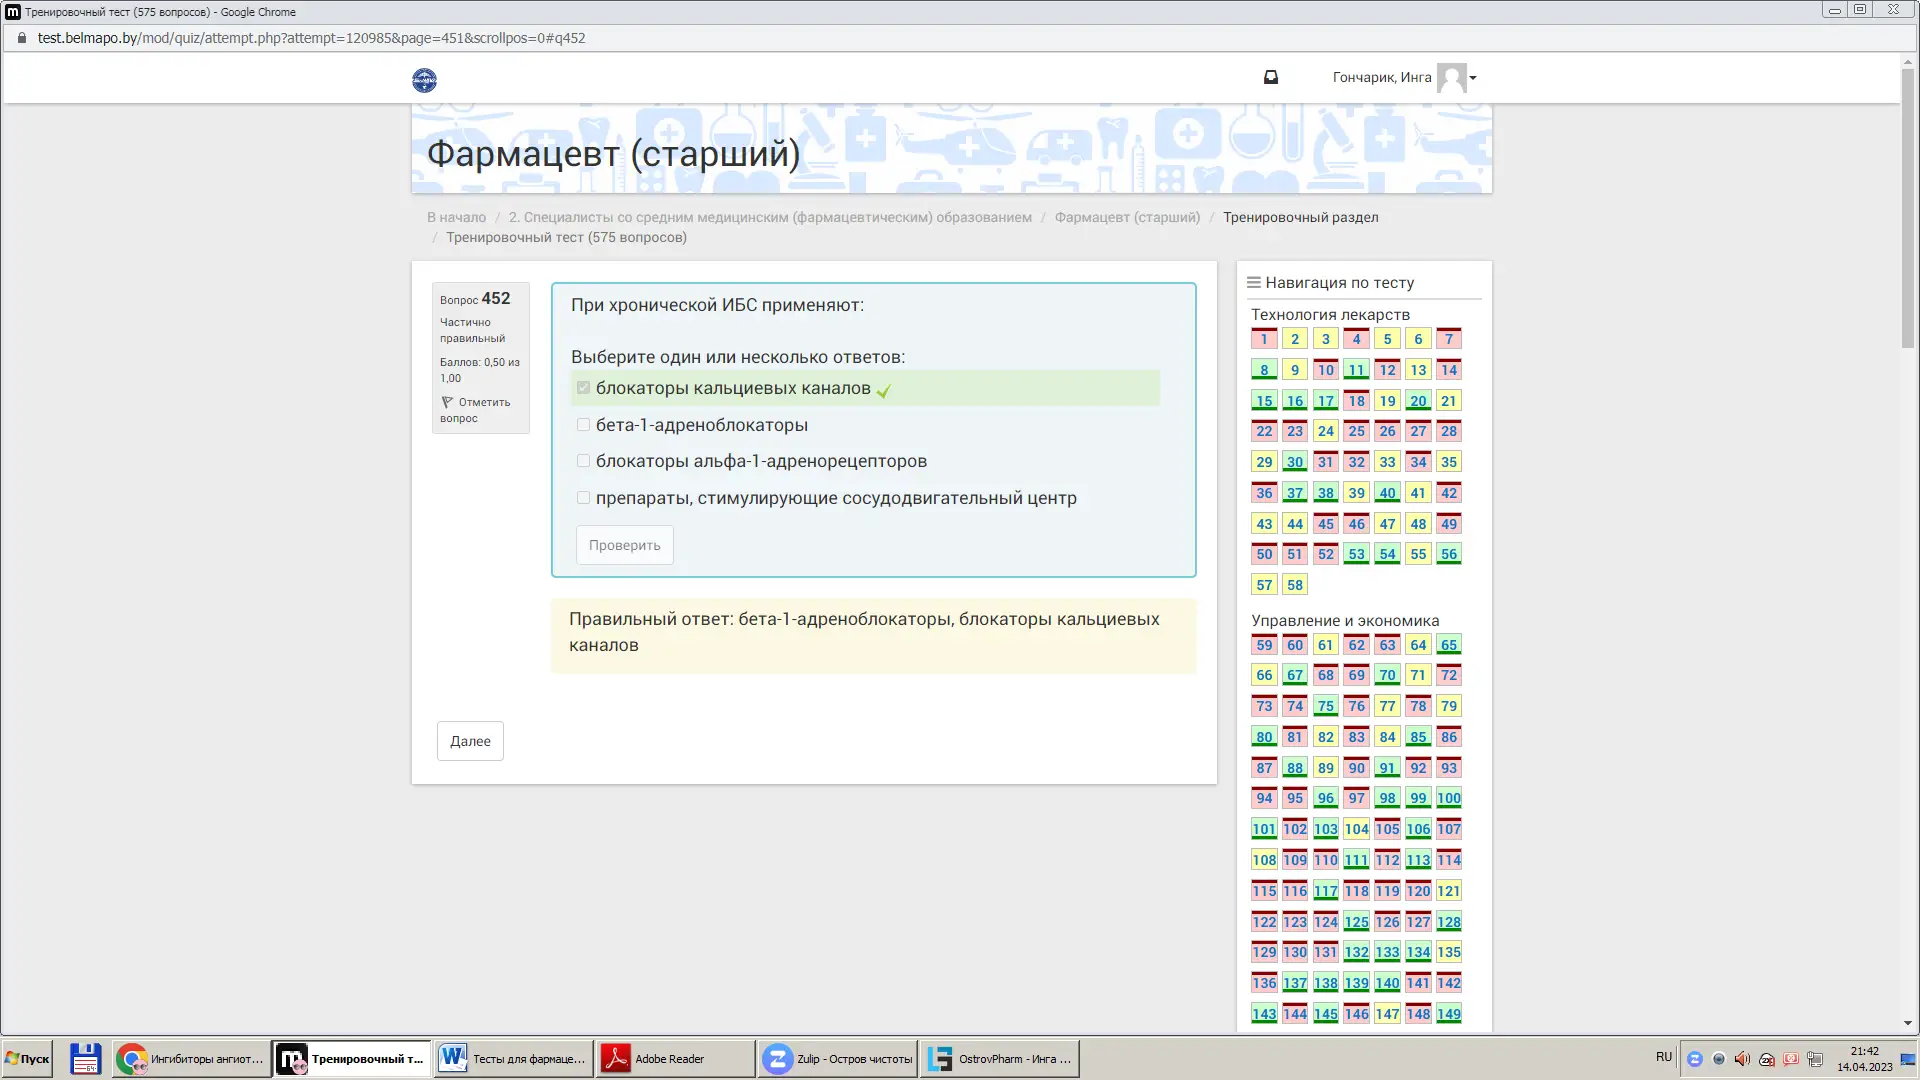 Тренировочный тест (575 вопросов) - Google Chrome
test.belmapo.by/mod/quiz/attempt.php?attempt=120985&page=451&scrollpos=0#q452
Гончарик, Инга
Фармацевт (старший)
В начало / 2. Специалисты со средним медицинским (фармацевтическим) образованием / Фармацевт (старший) / Тренировочный раздел
/ Тренировочный тест (575 вопросов)
Вопрос 452
Частично
правильный
Баллов: 0,50 из
1,00
Отметить
вопрос
При хронической ИБС применяют:
Выберите один или несколько ответов:
блокаторы кальциевых каналов
бета-1-адреноблокаторы
блокаторы альфа-1-адренорецепторов
препараты, стимулирующие сосудодвигательный центр
Проверить
Правильный ответ: бета-1-адреноблокаторы, блокаторы кальциевых
каналов
Далее
Навигация по тесту
Технология лекарств
1 2 3 4 5 6 7
8 9 10 11 12 13 14
15 16 17 18 19 20 21
22 23 24 25 26 27 28
29 30 31 32 33 34 35
36 37 38 39 40 41 42
43 44 45 46 47 48 49
50 51 52 53 54 55 56
57 58
Управление и экономика
59 60 61 62 63 64 65
66 67 68 69 70 71 72
73 74 75 76 77 78 79
80 81 82 83 84 85 86
87 88 89 90 91 92 93
94 95 96 97 98 99 100
101 102 103 104 105 106 107
108 109 110 111 112 113 114
115 116 117 118 119 120 121
122 123 124 125 126 127 128
129 130 131 132 133 134 135
136 137 138 139 140 141 142
143 144 145 146 147 148 149
Пуск
Ингибиторы ангиот...
Тренировочный т...
Тесты для фармаце...
Adobe Reader
Zulip - Остров чистоты
OstrovPharm - Инга ...
RU
21:42
14.04.2023